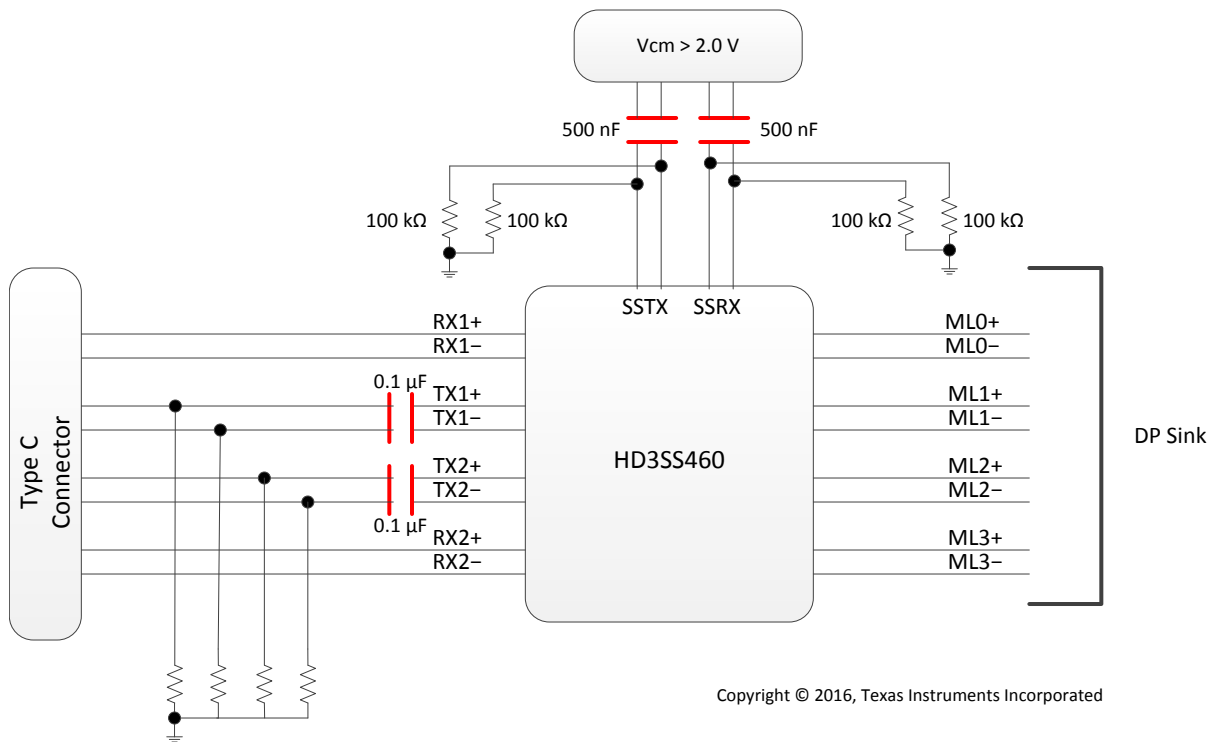 Vcm > 2.0 V
500 nF
500 nF
100 kΩ
100 kΩ
100 kΩ
100 kΩ
SSTX
SSRX
Type C
Connector
RX1+
RX1−
0.1 µF
TX1+
TX1−
TX2+
TX2−
0.1 µF
RX2+
RX2−
HD3SS460
ML0+
ML0−
ML1+
ML1−
ML2+
ML2−
ML3+
ML3−
DP Sink
Copyright © 2016, Texas Instruments Incorporated